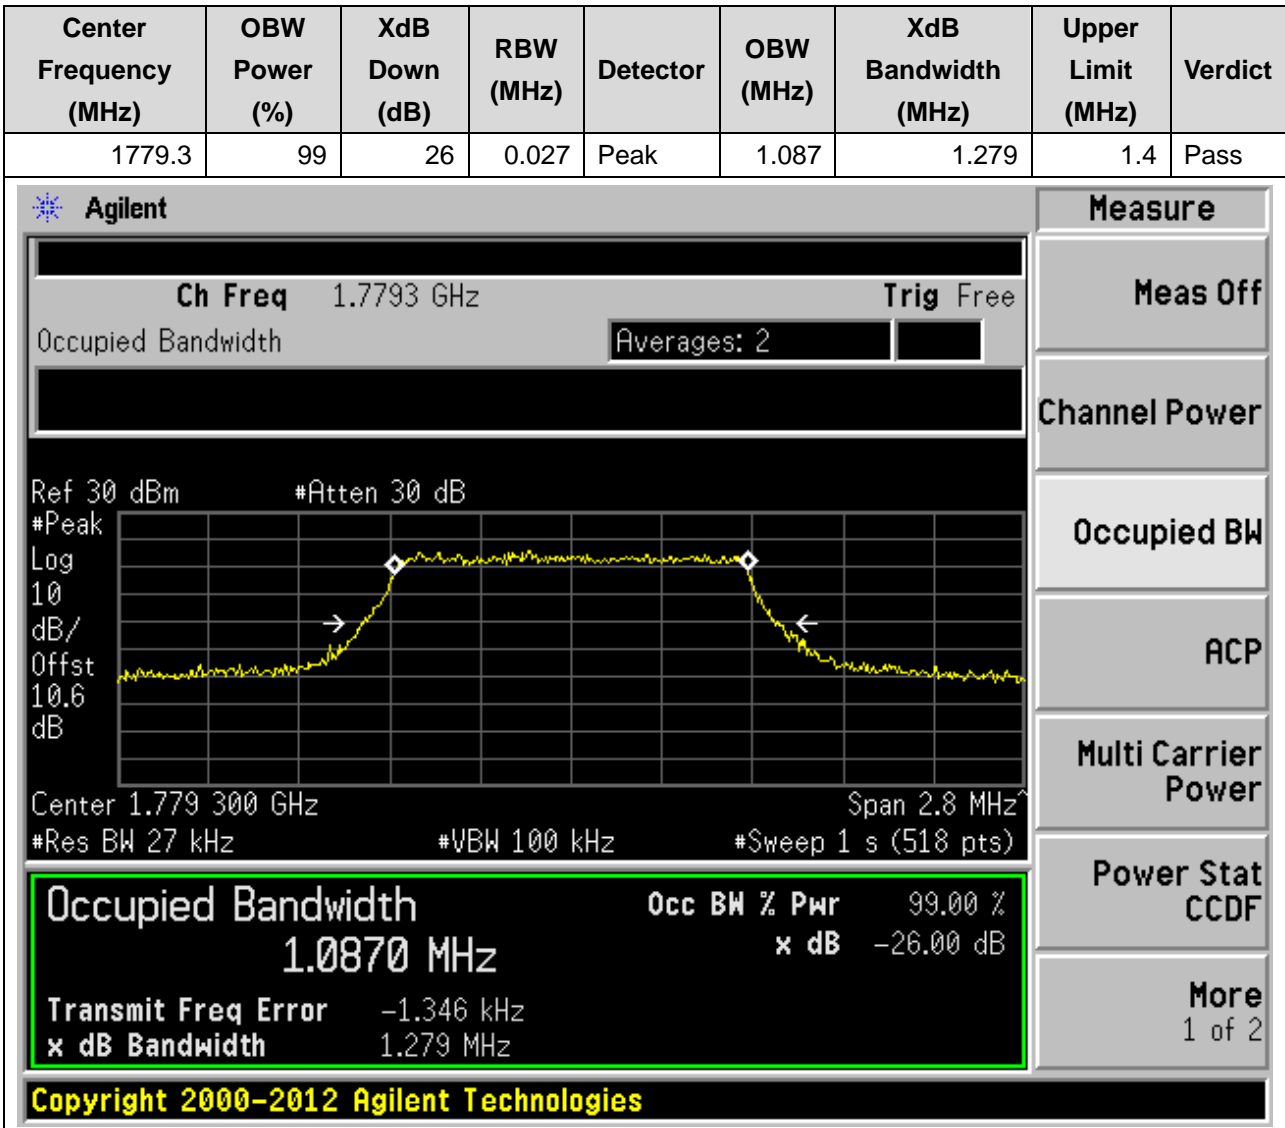 Center Frequency (MHz) OBW Power (%) XdB Down (dB) RBW (MHz) Detector OBW (MHz) XdB Bandwidth (MHz) Upper Limit (MHz) Verdict
1779.3 99 26 0.027 Peak 1.087 1.279 1.4 Pass
Agilent
Measure
Ch Freq 1.7793 GHz Trig Free
Meas Off
Occupied Bandwidth Averages: 2
Channel Power
Ref 30 dBm #Atten 30 dB
#Peak
Log
10
dB/
Offst
10.6
dB
Occupied BW
ACP
Center 1.779 300 GHz Span 2.8 MHz^
#Res BW 27 kHz #VBW 100 kHz #Sweep 1 s (518 pts)
Multi Carrier
Power
Occupied Bandwidth Occ BW % Pwr 99.00 %
1.0870 MHz x dB -26.00 dB
Power Stat
CCDF
Transmit Freq Error -1.346 kHz
x dB Bandwidth 1.279 MHz
More
1 of 2
Copyright 2000-2012 Agilent Technologies